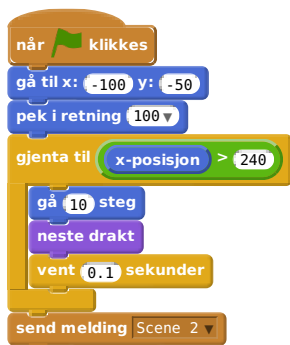 når klikkes
gå til x: -100 y: -50
pek i retning 100▼
gjenta til x-posisjon > 240
gå 10 steg
neste drakt
vent 0.1 sekunder
send melding Scene 2▼